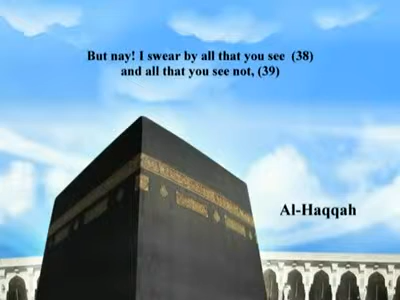 But nay! I swear by all that you see (38)
and all that you see not, (39)
Al-Haqqah